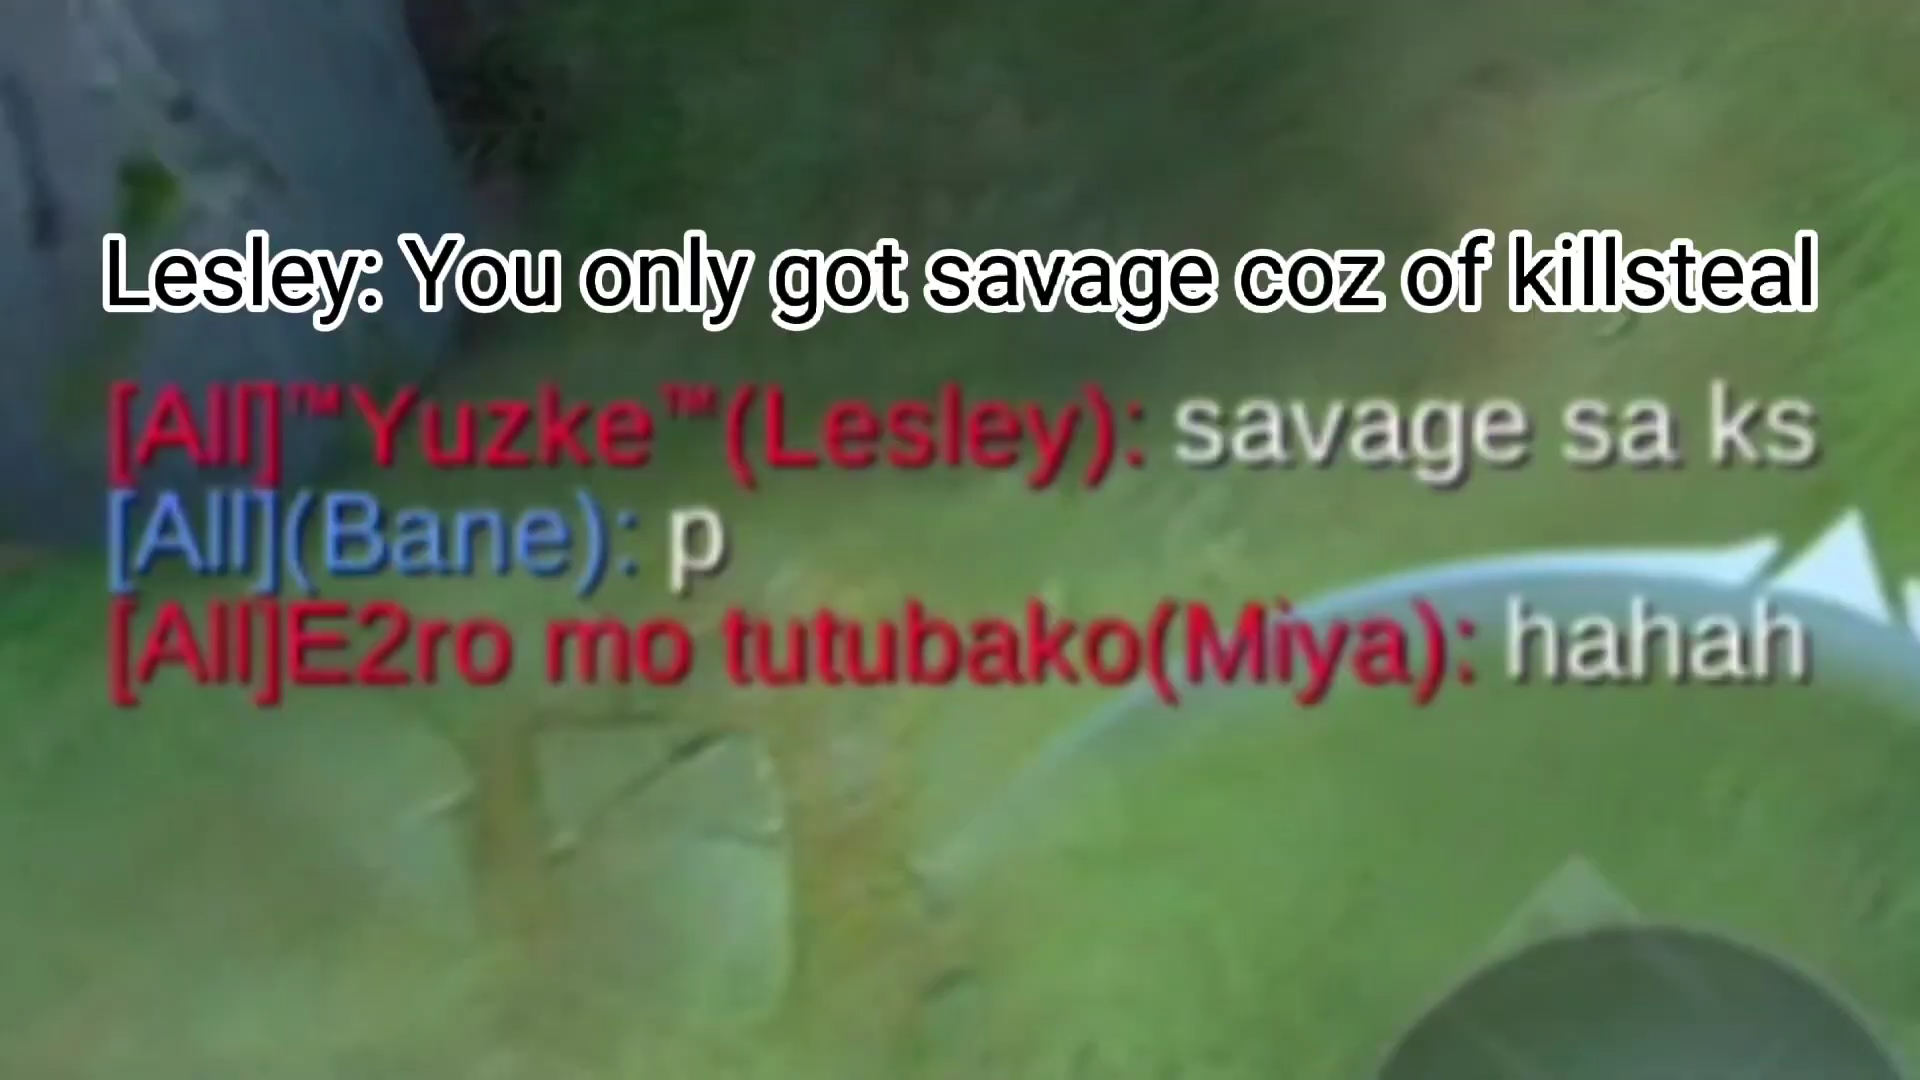 Lesley: You only got savage coz of killsteal
[All]™Yuzke™(Lesley): savage sa ks
[All](Bane): p
[All]E2ro mo tutubako(Miya): hahah